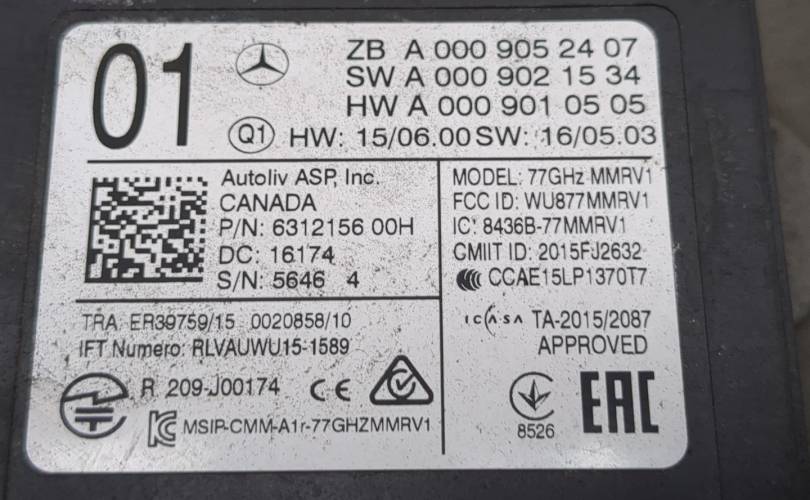 01
ZB A 000 905 24 07
SW A 000 902 15 34
HW A 000 901 05 05
Q1 HW: 15/06.00 SW: 16/05.03
Autoliv ASP, Inc.
CANADA
P/N: 6312156 00H
DC: 16174
S/N: 5646 4
MODEL: 77GHz MMRV1
FCC ID: WU877MMRV1
IC: 8436B-77MMRV1
CMIIT ID: 2015FJ2632
CCAE15LP1370T7
TRA: ER39759/15 0020858/10
IFT Numero: RLVAUWU15-1589
R 209-J00174 CE
MSIP-CMM-A1r-77GHZMMRV1
ICASA TA-2015/2087
APPROVED
8526
EAC